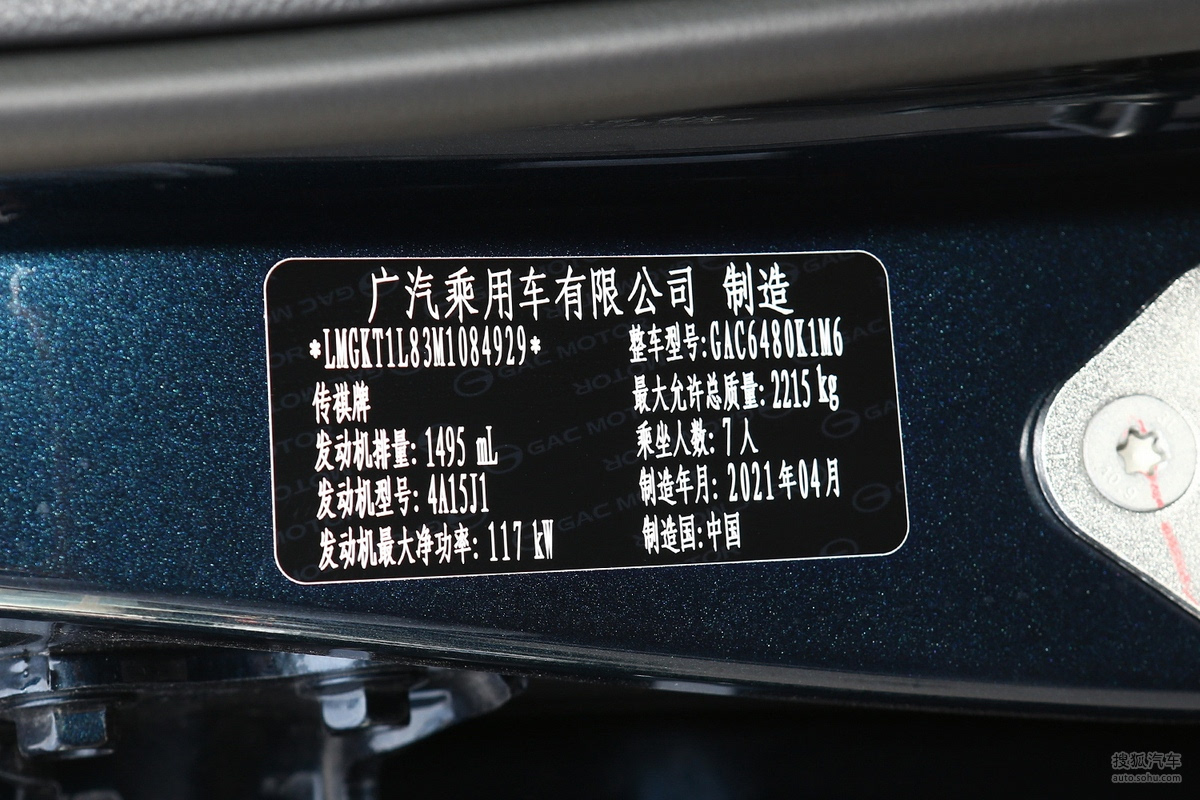 广汽乘用车有限公司 制造
*LMGKT1L83M1084929*
整车型号:GAC6480K1M6
传祺牌
最大允许总质量: 2215 kg
发动机排量: 1495 mL
乘坐人数: 7人
发动机型号: 4A15J1
制造年月: 2021年04月
发动机最大净功率: 117 kW
制造国:中国
GAC MOTOR
搜狐汽车
auto.sohu.com